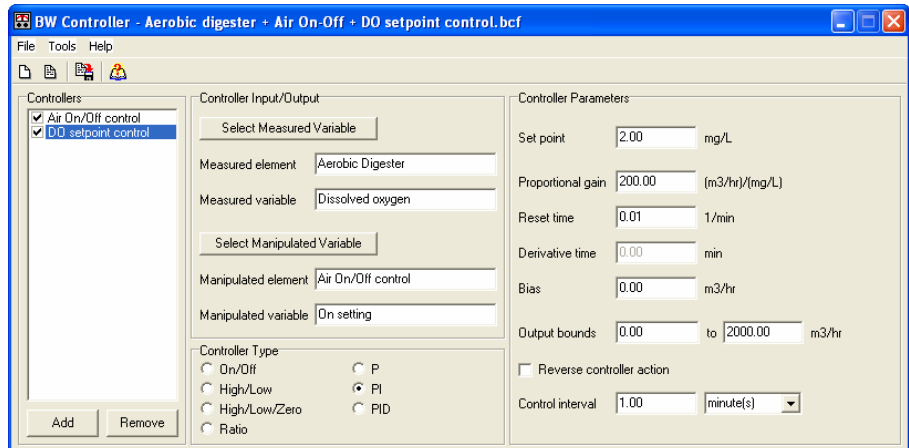 BW Controller - Aerobic digester + Air On-Off + DO setpoint control.bcf
File Tools Help
Controllers
Air On/Off control
DO setpoint control
Add Remove
Controller Input/Output
Select Measured Variable
Measured element Aerobic Digester
Measured variable Dissolved oxygen
Select Manipulated Variable
Manipulated element Air On/Off control
Manipulated variable On setting
Controller Type
On/Off P
High/Low PI
High/Low/Zero PID
Ratio
Controller Parameters
Set point 2.00 mg/L
Proportional gain 200.00 (m3/hr)/(mg/L)
Reset time 0.01 1/min
Derivative time 0.00 min
Bias 0.00 m3/hr
Output bounds 0.00 to 2000.00 m3/hr
Reverse controller action
Control interval 1.00 minute(s)